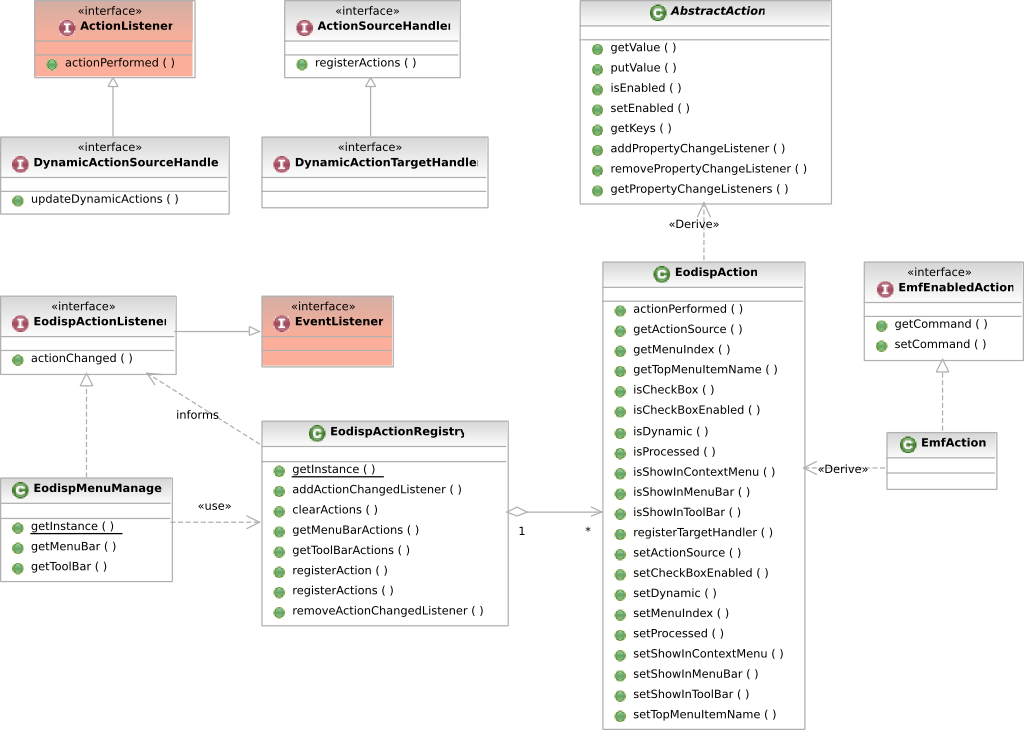 «interface»
ActionListener
actionPerformed ( )
«interface»
ActionSourceHandler
registerActions ( )
AbstractAction
getValue ( )
putValue ( )
isEnabled ( )
setEnabled ( )
getKeys ( )
addPropertyChangeListener ( )
removePropertyChangeListener ( )
getPropertyChangeListeners ( )
«interface»
DynamicActionSourceHandle
updateDynamicActions ( )
«interface»
DynamicActionTargetHandle
«Derive»
«interface»
EodispActionListener
actionChanged ( )
«interface»
EventListener
EodispAction
actionPerformed ( )
getActionSource ( )
getMenuIndex ( )
getTopMenuItemName ( )
isCheckBox ( )
isCheckBoxEnabled ( )
isDynamic ( )
isProcessed ( )
isShowInContextMenu ( )
isShowInMenuBar ( )
isShowInToolBar ( )
registerTargetHandler ( )
setActionSource ( )
setCheckBoxEnabled ( )
setDynamic ( )
setMenuIndex ( )
setProcessed ( )
setShowInContextMenu ( )
setShowInMenuBar ( )
setShowInToolBar ( )
setTopMenuItemName ( )
«interface»
EmfEnabledAction
getCommand ( )
setCommand ( )
informs
EodispActionRegistry
getInstance ( )
addActionChangedListener ( )
clearActions ( )
getMenuBarActions ( )
getToolBarActions ( )
registerAction ( )
registerActions ( )
removeActionChangedListener ( )
EmfAction
«Derive»
EodispMenuManage
getInstance ( )
getMenuBar ( )
getToolBar ( )
«use»
1
*